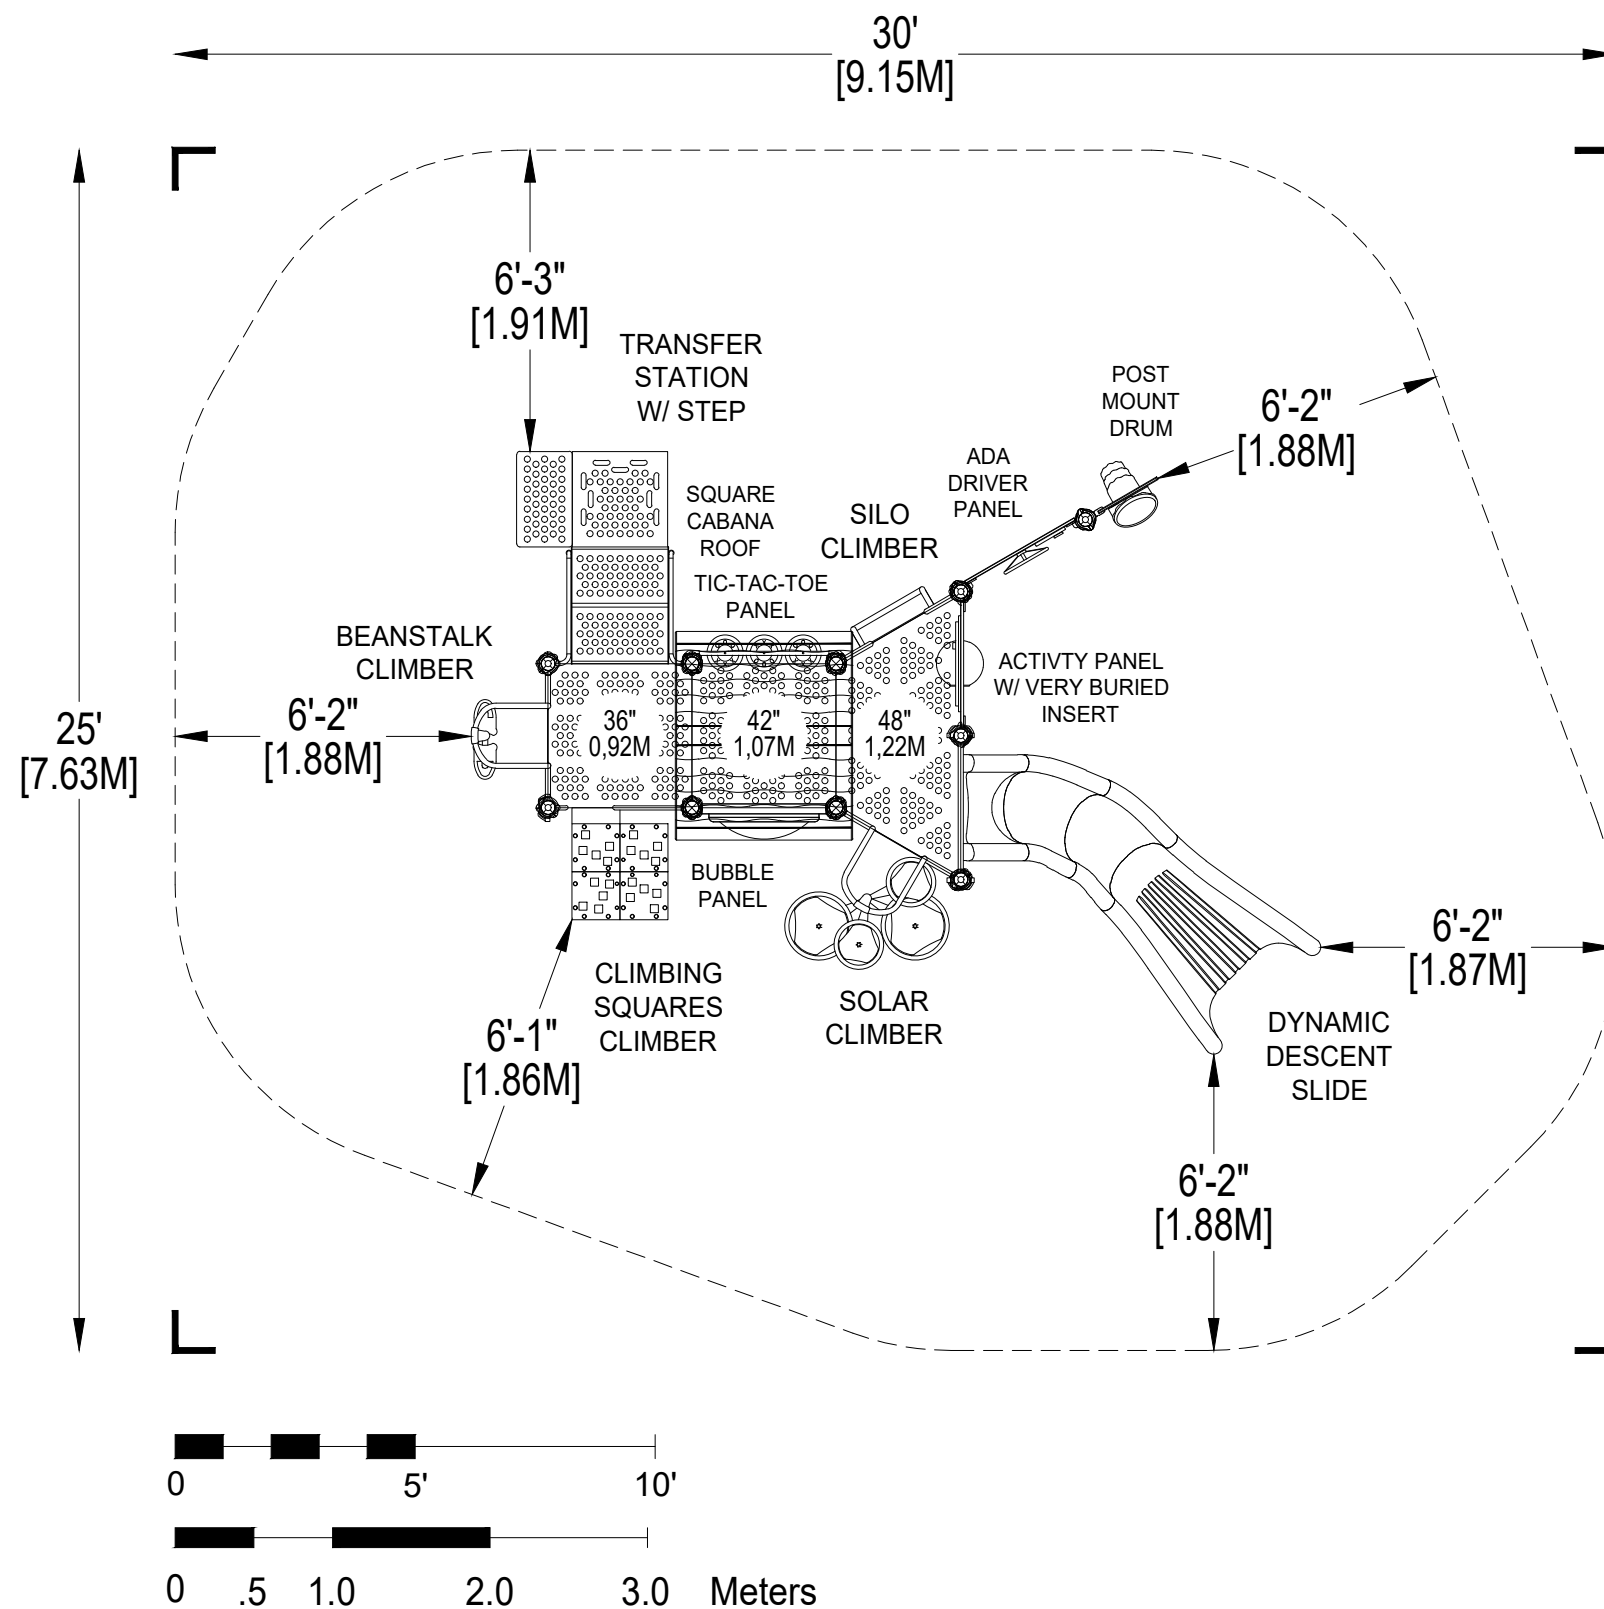 30'
[9.15M]
6'-3"
[1.91M]
TRANSFER
STATION
W/ STEP
POST
MOUNT
DRUM
6'-2"
[1.88M]
ADA
DRIVER
PANEL
SQUARE
CABANA
ROOF
SILO
CLIMBER
TIC-TAC-TOE
PANEL
BEANSTALK
CLIMBER
ACTIVTY PANEL
W/ VERY BURIED
INSERT
25'
[7.63M]
6'-2"
[1.88M]
36"
0,92M
42"
1,07M
48"
1,22M
BUBBLE
PANEL
6'-2"
[1.87M]
CLIMBING
SQUARES
CLIMBER
SOLAR
CLIMBER
DYNAMIC
DESCENT
SLIDE
6'-1"
[1.86M]
6'-2"
[1.88M]
0 5' 10'
0 .5 1.0 2.0 3.0 Meters